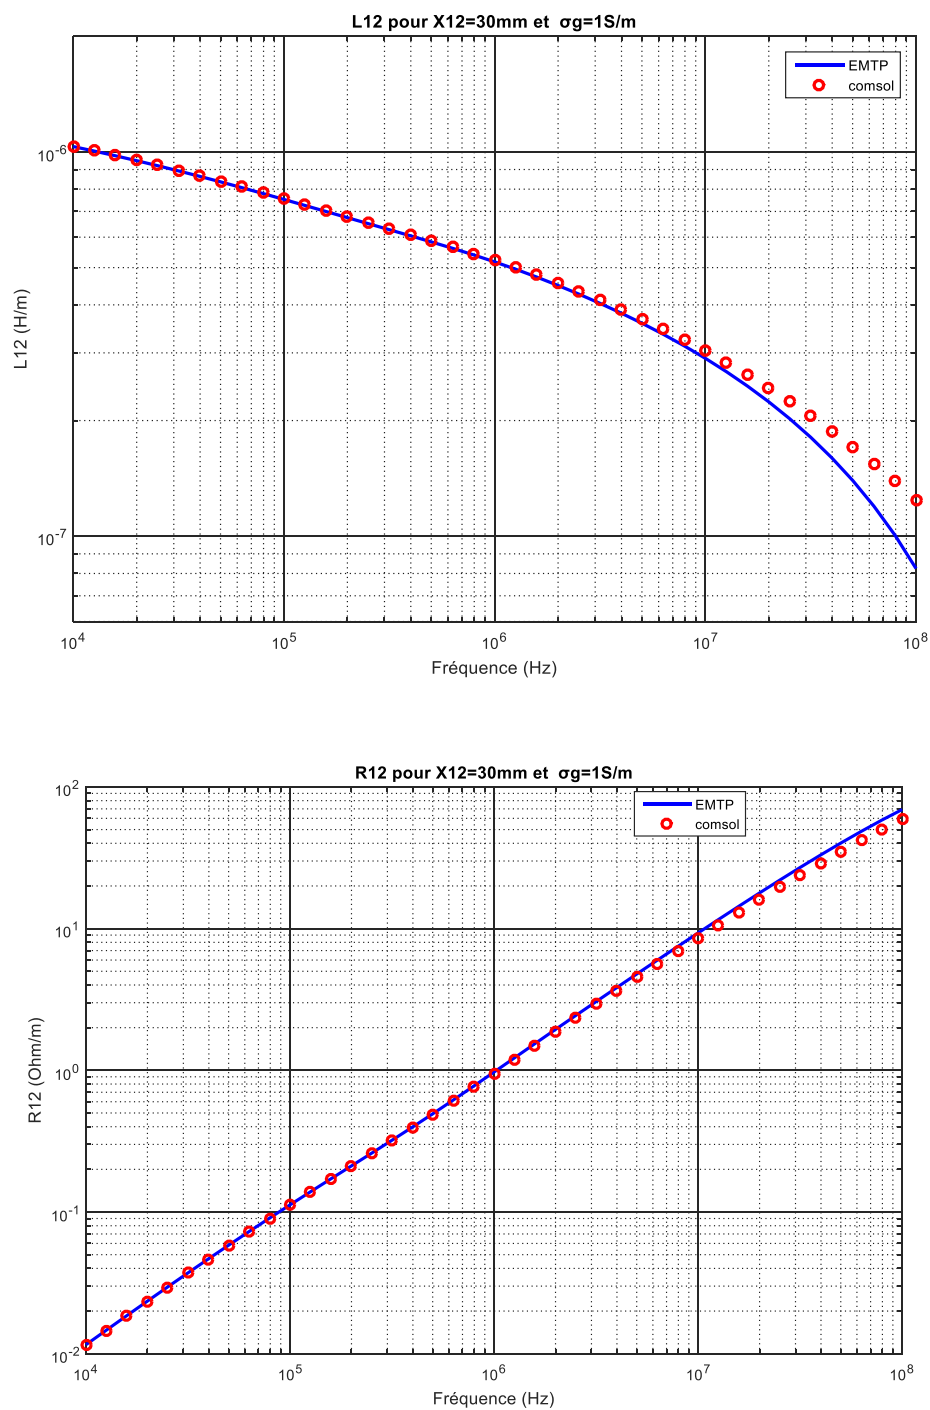 L12 pour X12=30mm et σg=1S/m
EMTP
comsol
10^-6
10^-7
L12 (H/m)
10^4 10^5 10^6 10^7 10^8
Fréquence (Hz)
R12 pour X12=30mm et σg=1S/m
EMTP
comsol
10^2
10^1
10^0
10^-1
10^-2
R12 (Ohm/m)
10^4 10^5 10^6 10^7 10^8
Fréquence (Hz)